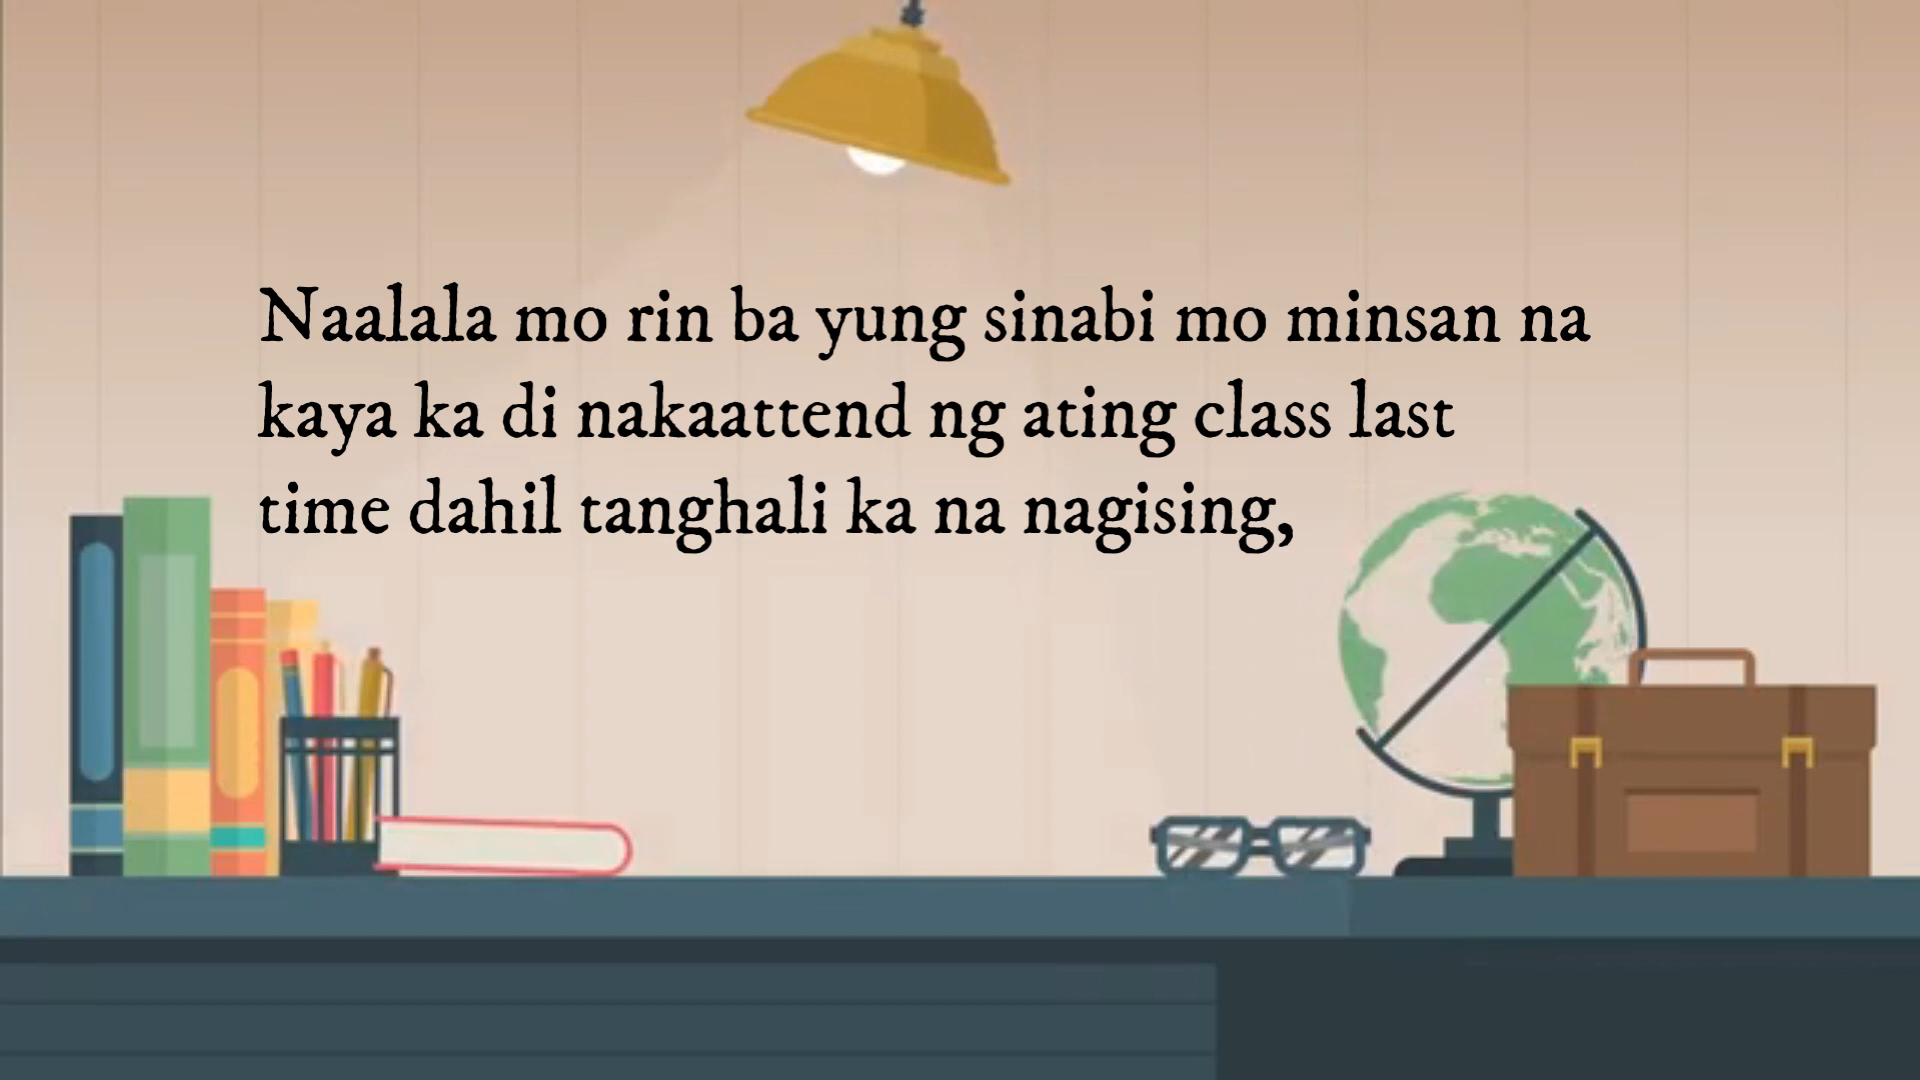 Naalala mo rin ba yung sinabi mo minsan na
kaya ka di nakaattend ng ating class last
time dahil tanghali ka na nagising,